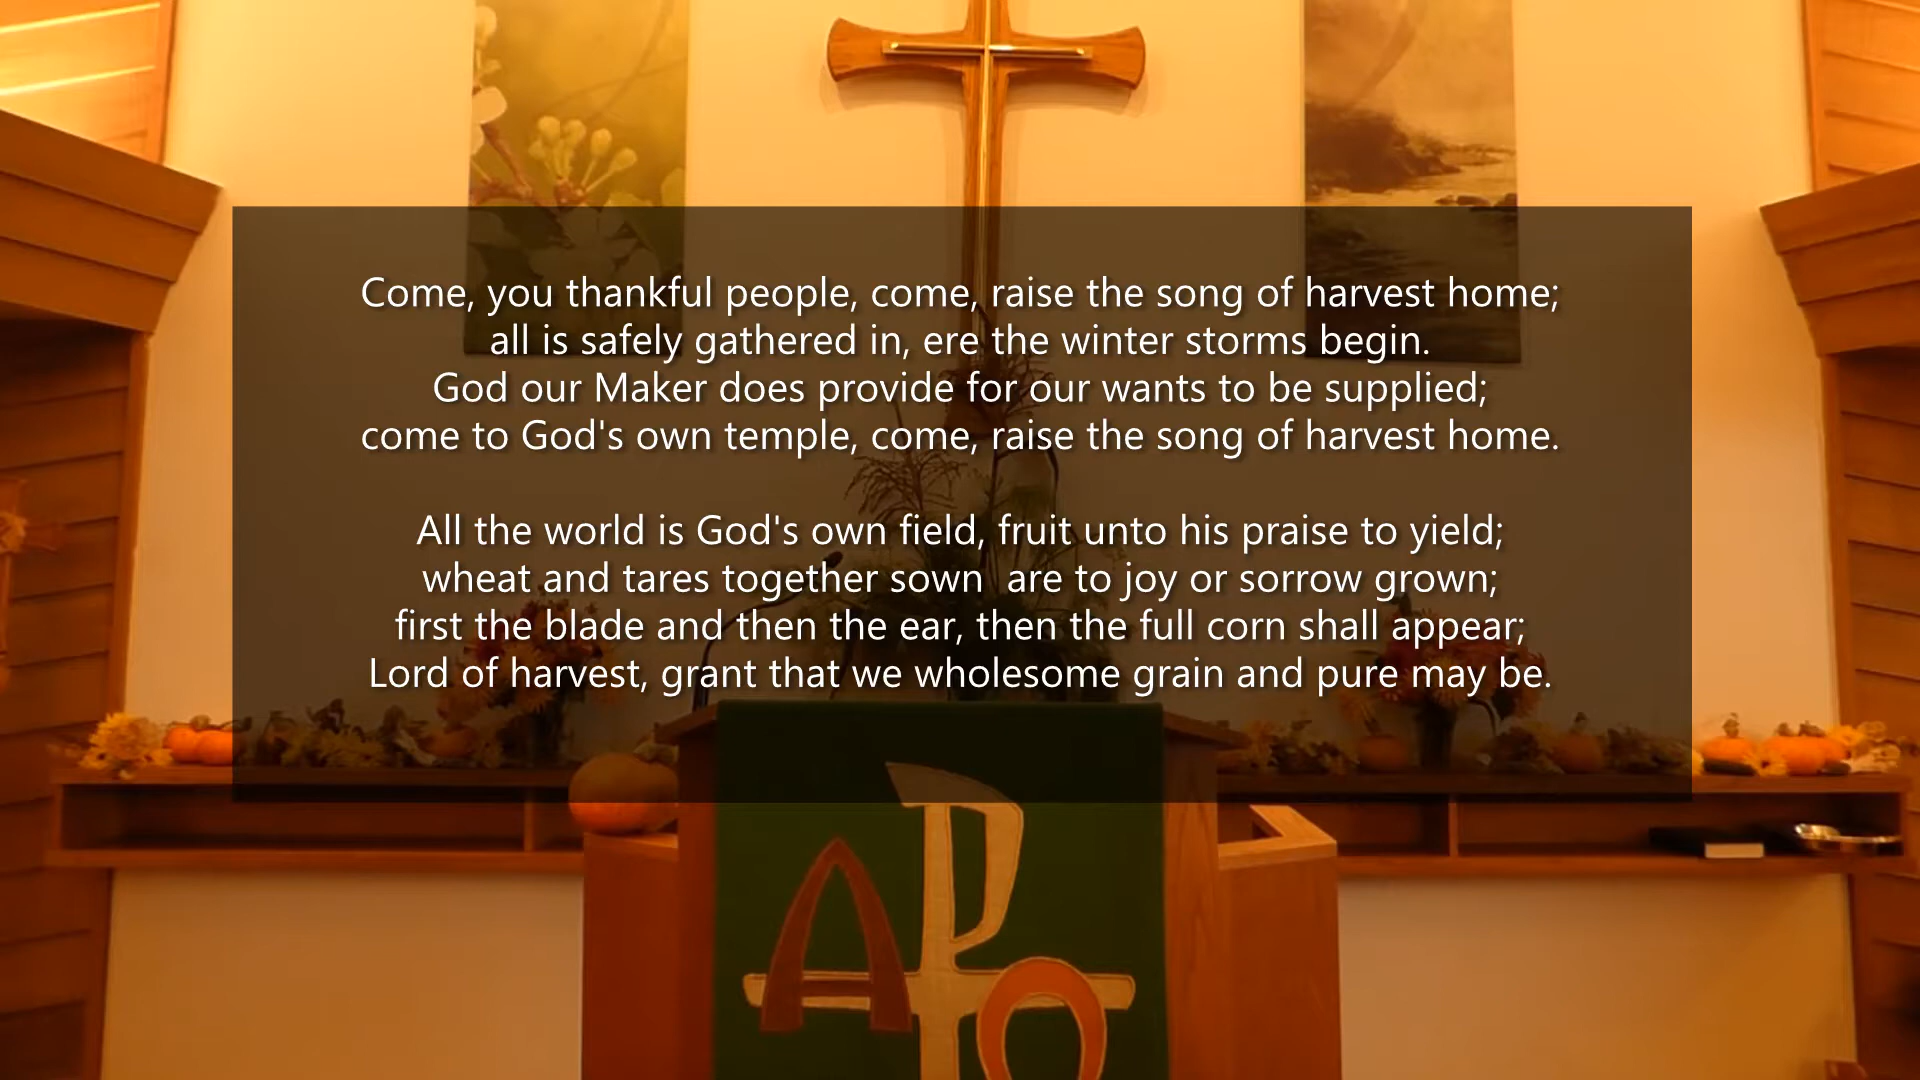 Come, you thankful people, come, raise the song of harvest home;
all is safely gathered in, ere the winter storms begin.
God our Maker does provide for our wants to be supplied;
come to God's own temple, come, raise the song of harvest home.
All the world is God's own field, fruit unto his praise to yield;
wheat and tares together sown  are to joy or sorrow grown;
first the blade and then the ear, then the full corn shall appear;
Lord of harvest, grant that we wholesome grain and pure may be.